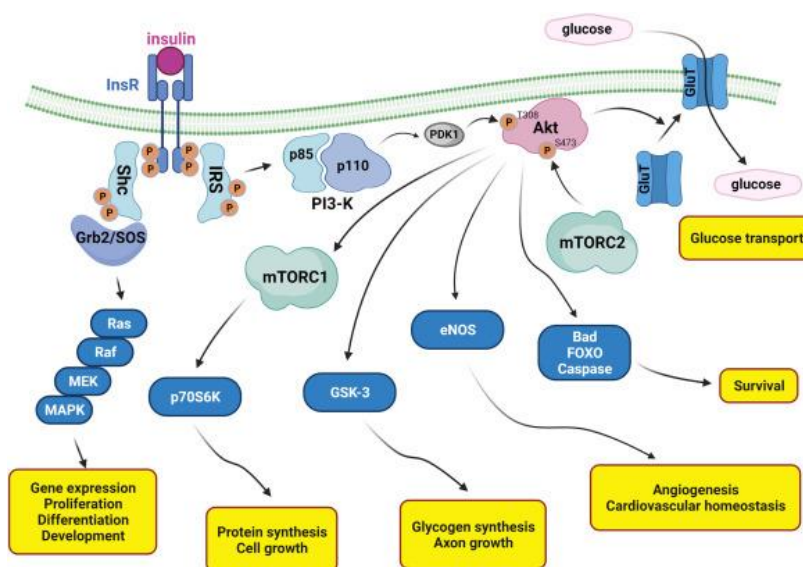 insulin
InsR
glucose
GluT
P
T308
Akt
P
S473
PDK1
p85
p110
PI3-K
P
P
P
P
Shc
P
P
IRS
P
P
Grb2/SOS
GluT
glucose
Glucose transport
mTORC1
mTORC2
Ras
Raf
MEK
MAPK
p70S6K
GSK-3
eNOS
Bad
FOXO
Caspase
Survival
Gene expression
Proliferation
Differentiation
Development
Protein synthesis
Cell growth
Glycogen synthesis
Axon growth
Angiogenesis
Cardiovascular homeostasis